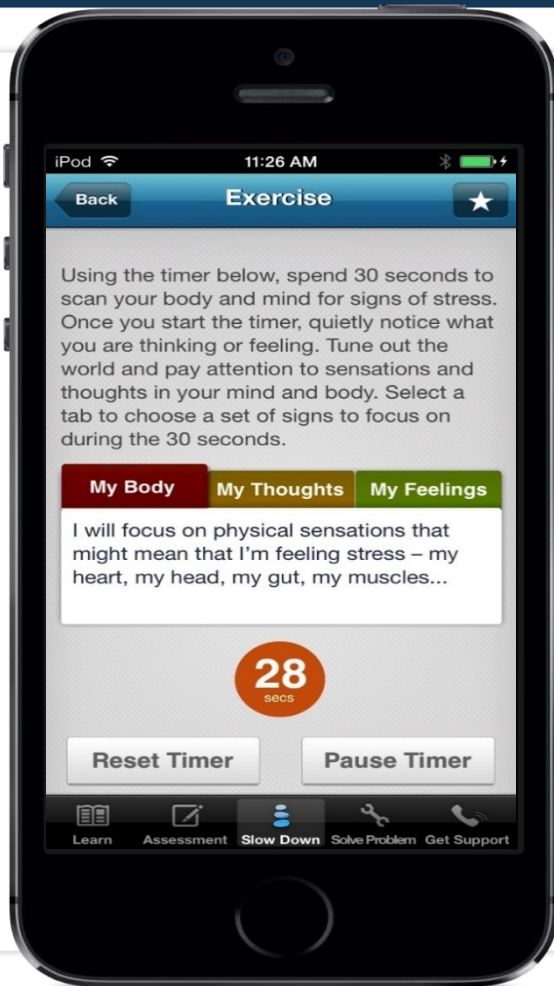 iPod 11:26 AM
Back Exercise
Using the timer below, spend 30 seconds to
scan your body and mind for signs of stress.
Once you start the timer, quietly notice what
you are thinking or feeling. Tune out the
world and pay attention to sensations and
thoughts in your mind and body. Select a
tab to choose a set of signs to focus on
during the 30 seconds.
My Body My Thoughts My Feelings
I will focus on physical sensations that
might mean that I'm feeling stress – my
heart, my head, my gut, my muscles...
28
secs
Reset Timer Pause Timer
Learn Assessment Slow Down Solve Problem Get Support